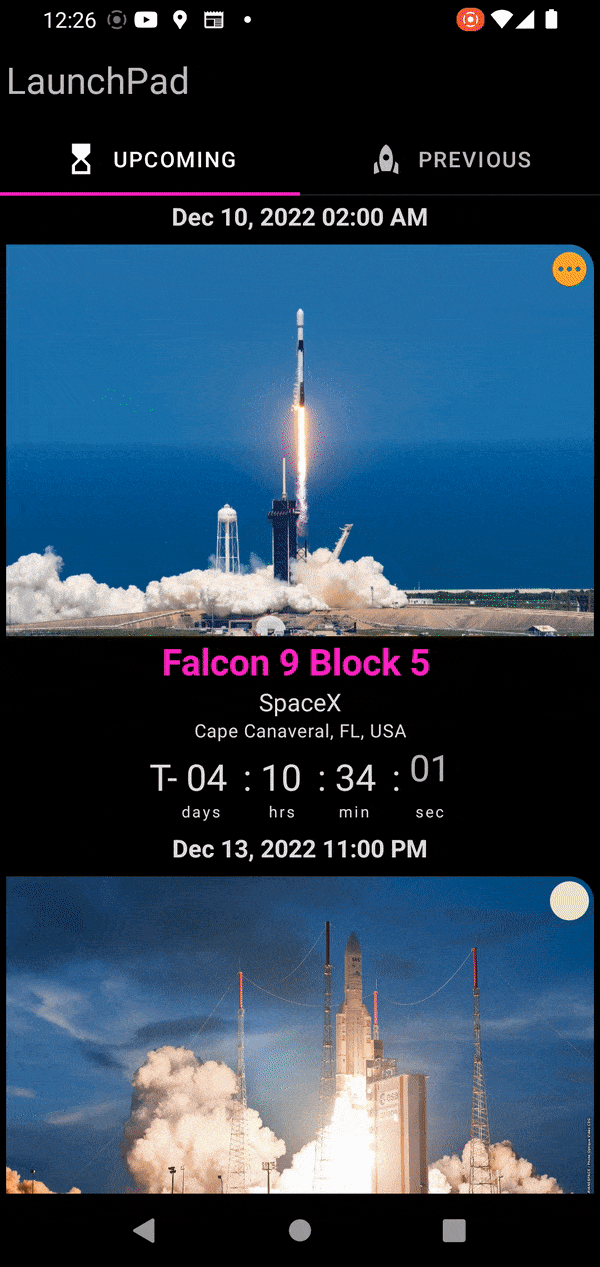 12:26
LaunchPad
UPCOMING
PREVIOUS
Dec 10, 2022 02:00 AM
Falcon 9 Block 5
SpaceX
Cape Canaveral, FL, USA
T- 04 : 10 : 34 : 01
days hrs min sec
Dec 13, 2022 11:00 PM
esa